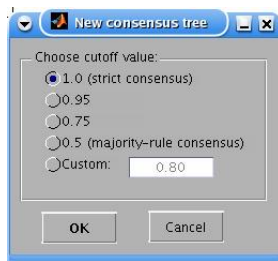 New consensus tree
Choose cutoff value:
1.0 (strict consensus)
0.95
0.75
0.5 (majority-rule consensus)
Custom: 0.80
OK Cancel